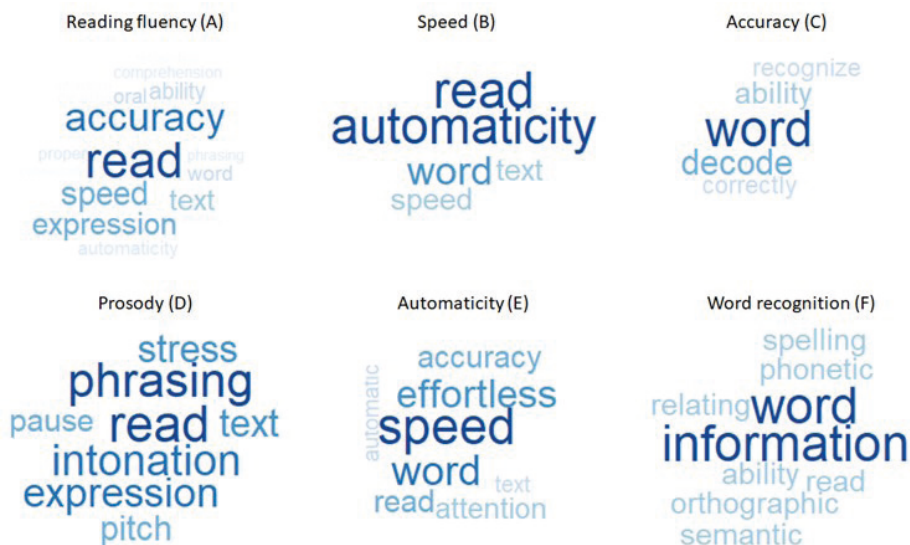 Reading fluency (A)
comprehension
oral ability
accuracy
read
proper phrasing
word
speed text
expression
automaticity
Speed (B)
read
automaticity
word text
speed
Accuracy (C)
recognize
ability
word
decode
correctly
Prosody (D)
stress
phrasing
pause read text
intonation
expression
pitch
Automaticity (E)
automatic
accuracy
effortless
speed
word
text
read attention
Word recognition (F)
spelling
phonetic
relating word
information
ability read
orthographic
semantic